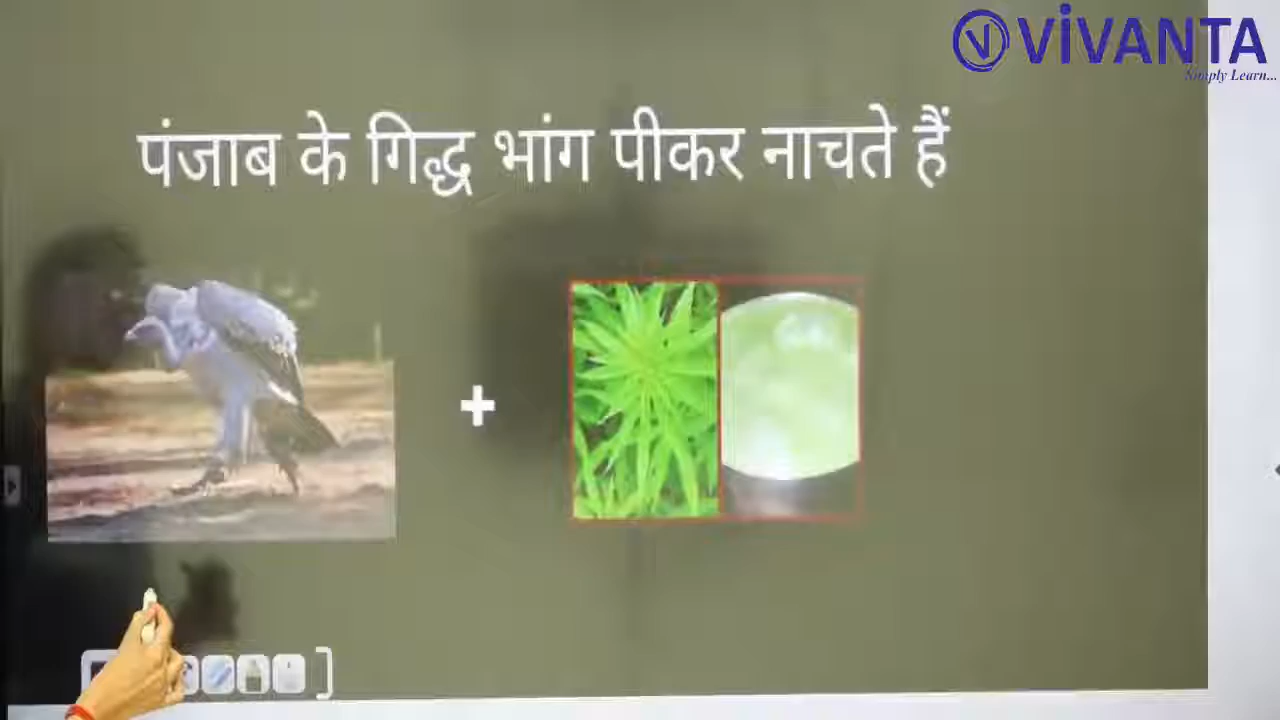 VIVANTA
Simply Learn...
पंजाब के गिद्ध भांग पीकर नाचते हैं
+